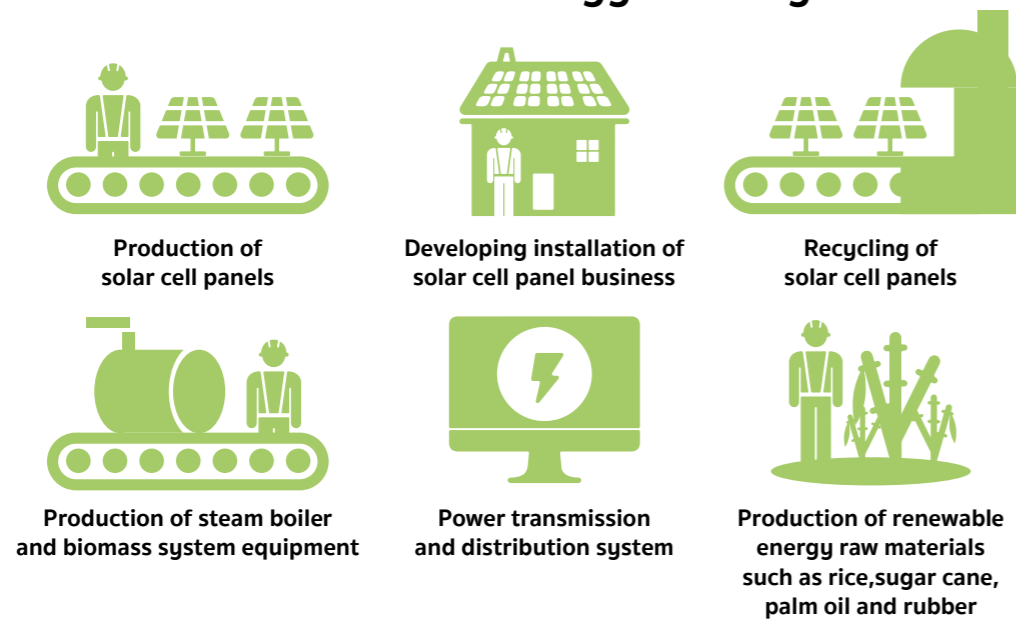 Production of
solar cell panels
Developing installation of
solar cell panel business
Recycling of
solar cell panels
Production of steam boiler
and biomass system equipment
Power transmission
and distribution system
Production of renewable
energy raw materials
such as rice,sugar cane,
palm oil and rubber